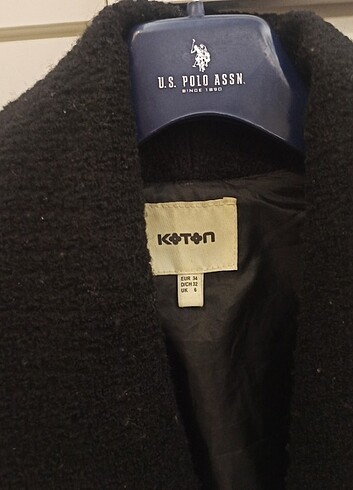 U.S. POLO ASSN.
SINCE 1890
KOTON
EUR 34
D/CH 32
UK 6